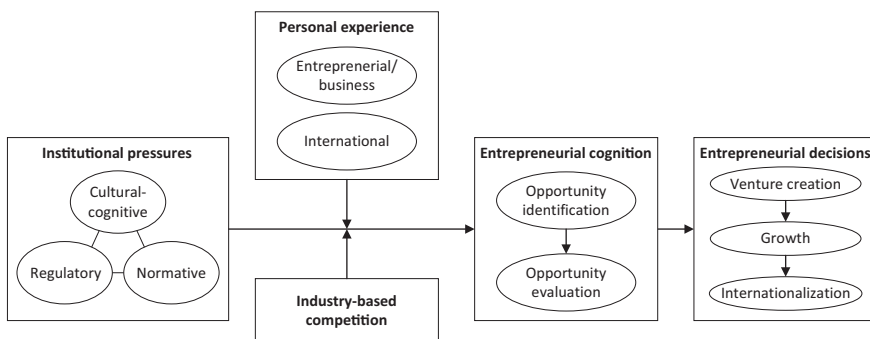 Personal experience
Entreprenerial/
business
International
Institutional pressures
Cultural-
cognitive
Regulatory
Normative
Industry-based
competition
Entrepreneurial cognition
Opportunity
identification
Opportunity
evaluation
Entrepreneurial decisions
Venture creation
Growth
Internationalization